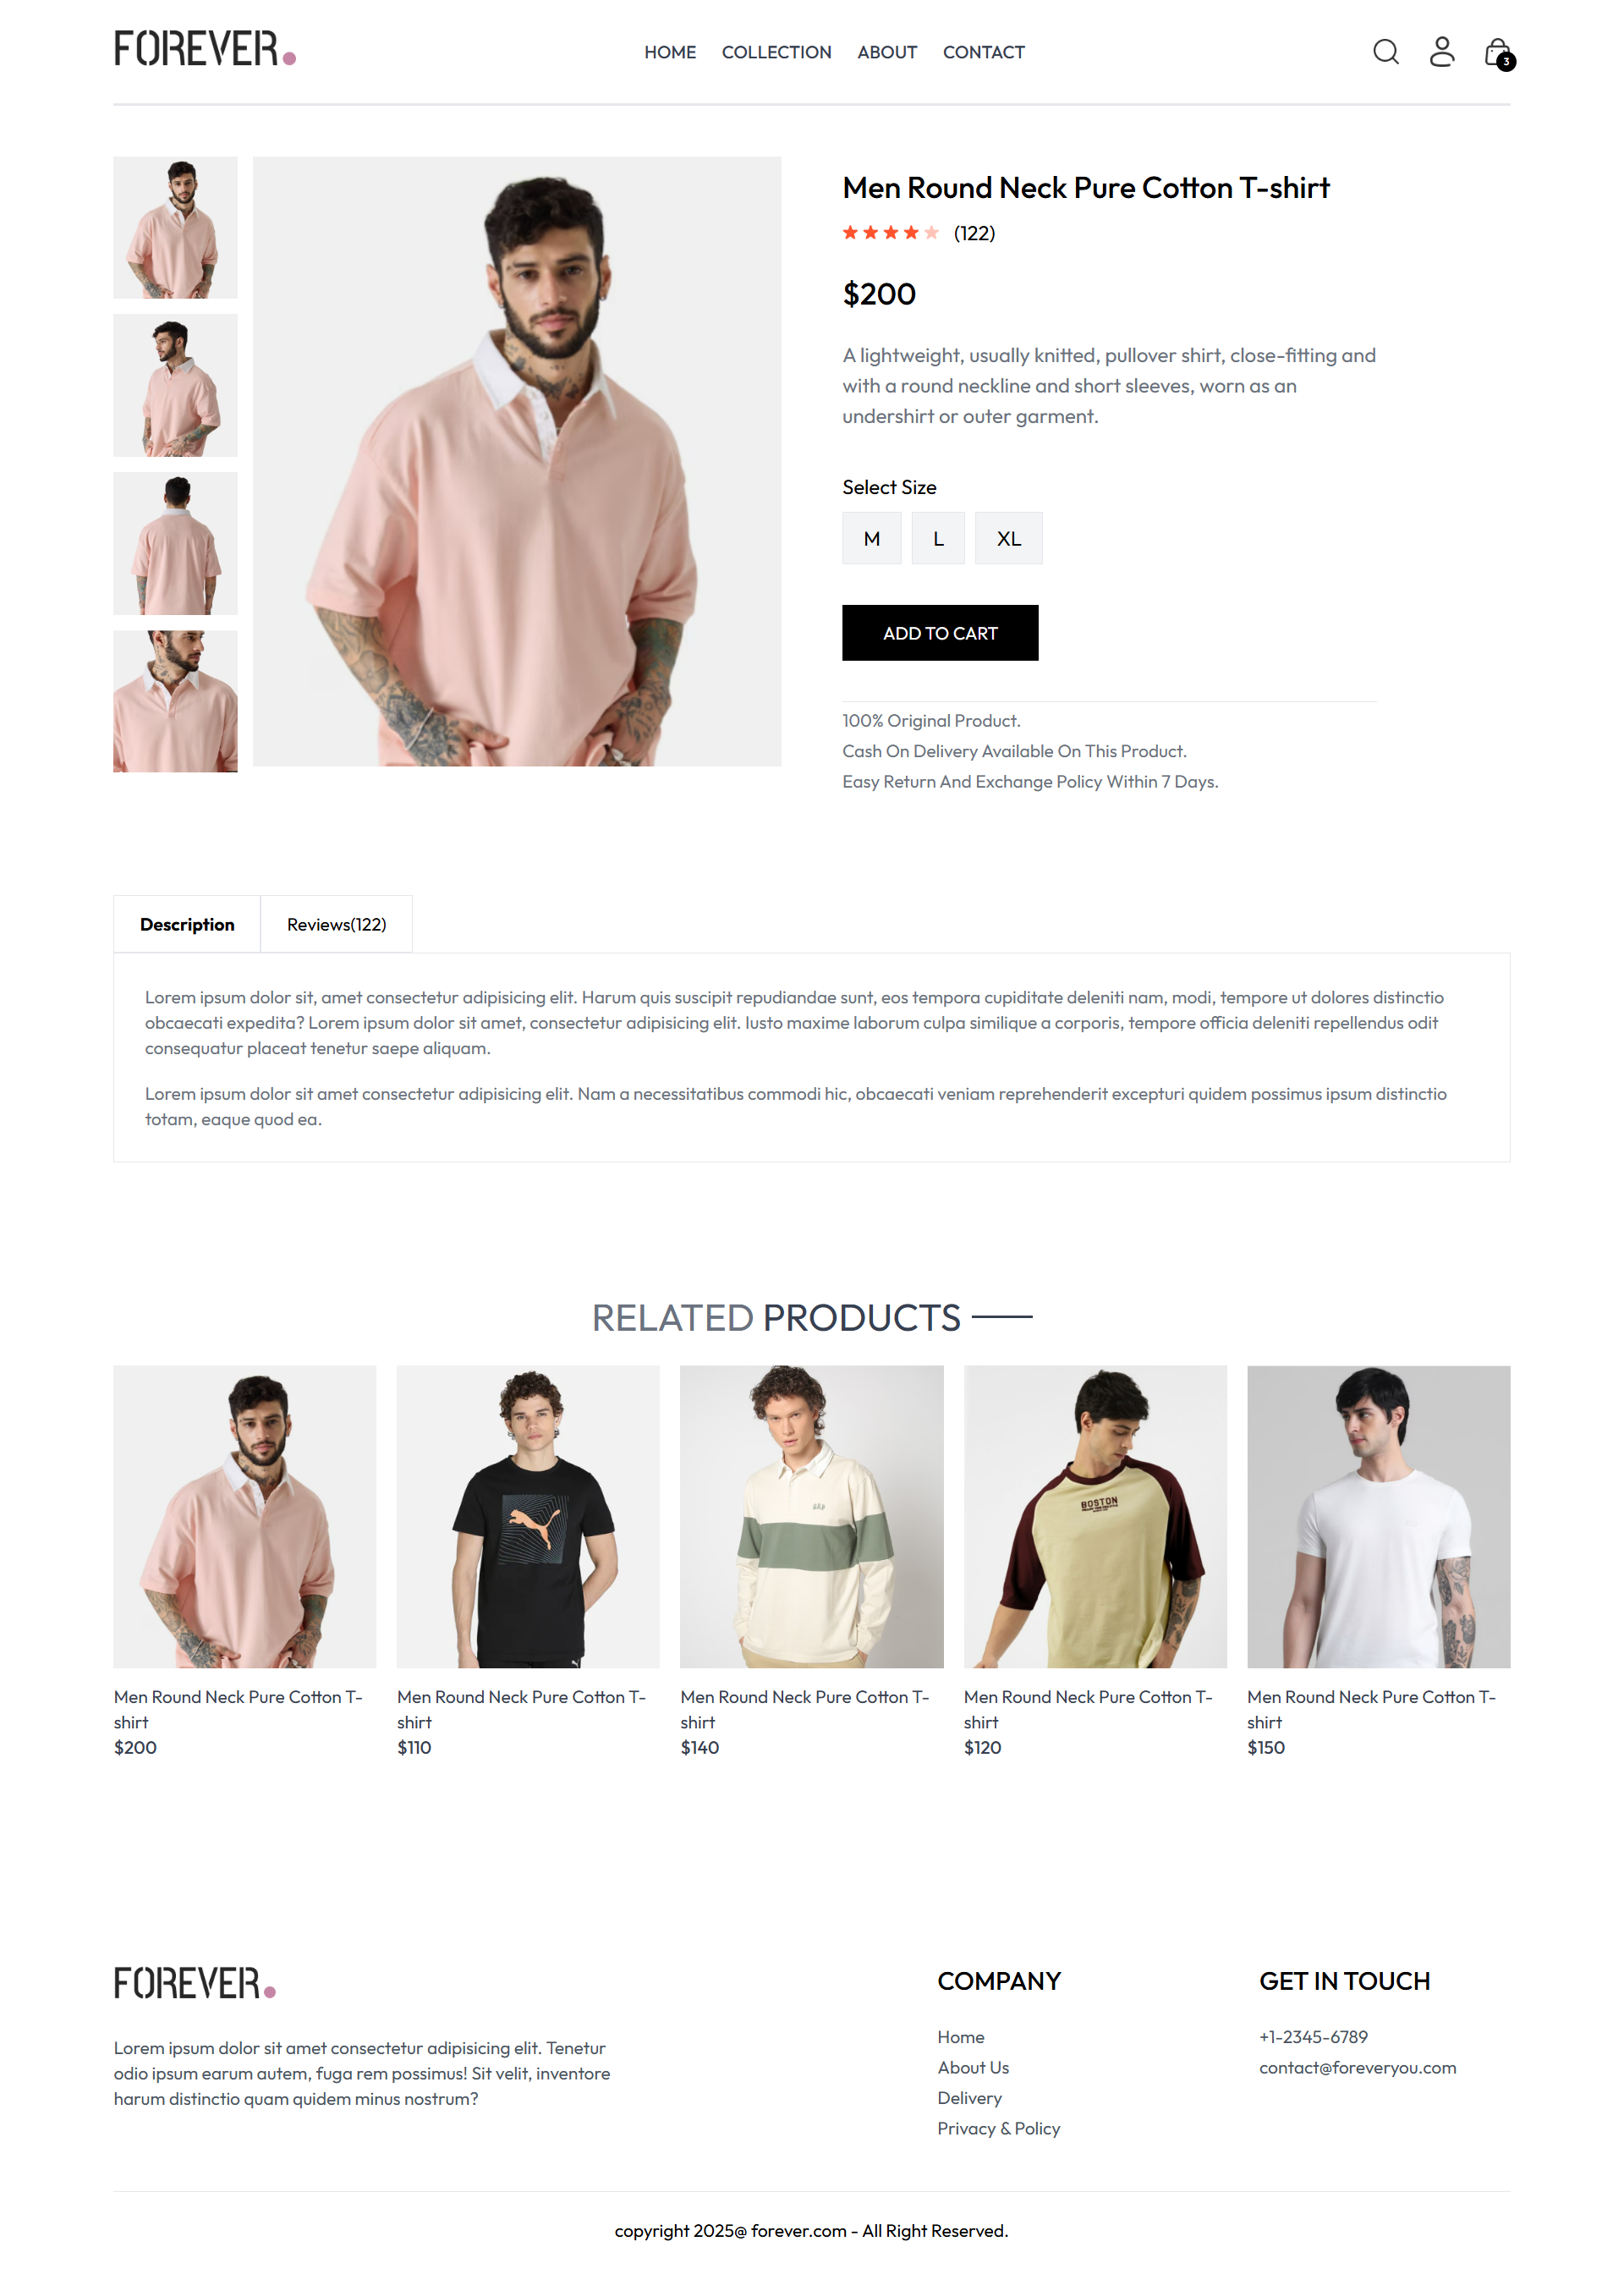 FOREVER.
HOME COLLECTION ABOUT CONTACT
3
Men Round Neck Pure Cotton T-shirt
(122)
$200
A lightweight, usually knitted, pullover shirt, close-fitting and
with a round neckline and short sleeves, worn as an
undershirt or outer garment.
Select Size
M L XL
ADD TO CART
100% Original Product.
Cash On Delivery Available On This Product.
Easy Return And Exchange Policy Within 7 Days.
Description Reviews(122)
Lorem ipsum dolor sit, amet consectetur adipisicing elit. Harum quis suscipit repudiandae sunt, eos tempora cupiditate deleniti nam, modi, tempore ut dolores distinctio
obcaecati expedita? Lorem ipsum dolor sit amet, consectetur adipisicing elit. Iusto maxime laborum culpa similique a corporis, tempore officia deleniti repellendus odit
consequatur placeat tenetur saepe aliquam.
Lorem ipsum dolor sit amet consectetur adipisicing elit. Nam a necessitatibus commodi hic, obcaecati veniam reprehenderit excepturi quidem possimus ipsum distinctio
totam, eaque quod ea.
RELATED PRODUCTS
GAP
BOSTON
Men Round Neck Pure Cotton T-
shirt
$200
Men Round Neck Pure Cotton T-
shirt
$110
Men Round Neck Pure Cotton T-
shirt
$140
Men Round Neck Pure Cotton T-
shirt
$120
Men Round Neck Pure Cotton T-
shirt
$150
FOREVER.
Lorem ipsum dolor sit amet consectetur adipisicing elit. Tenetur
odio ipsum earum autem, fuga rem possimus! Sit velit, inventore
harum distinctio quam quidem minus nostrum?
COMPANY
Home
About Us
Delivery
Privacy & Policy
GET IN TOUCH
+1-2345-6789
contact@foreveryou.com
copyright 2025@ forever.com - All Right Reserved.